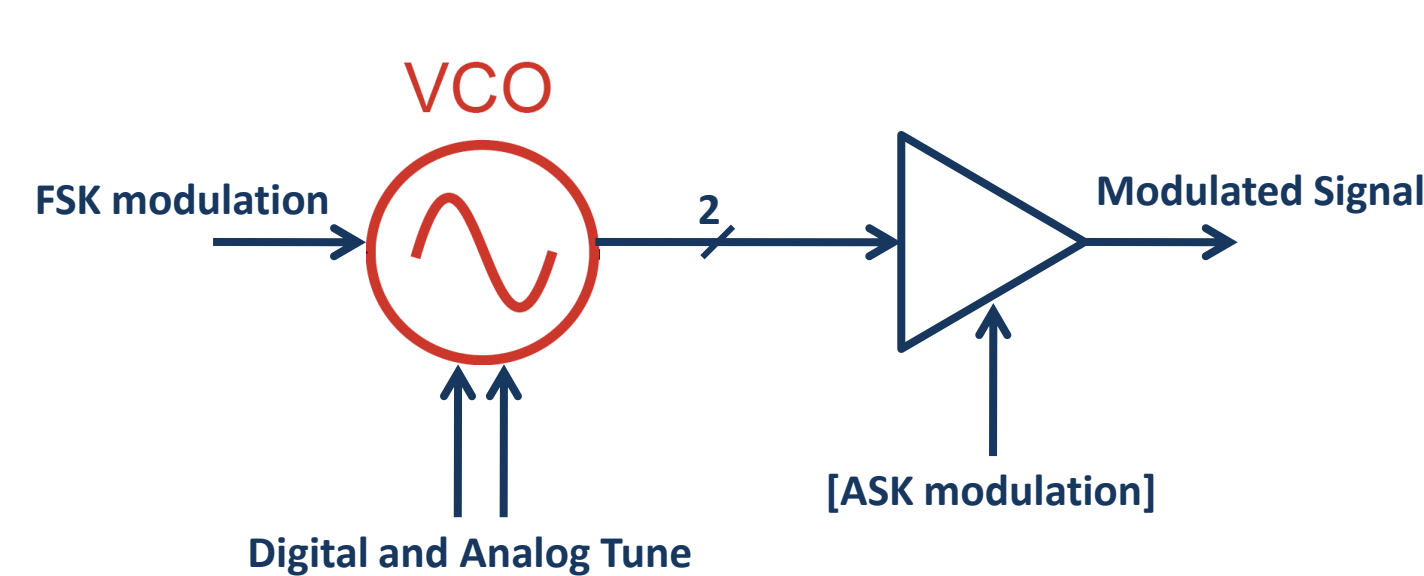 VCO
FSK modulation
2
Modulated Signal
[ASK modulation]
Digital and Analog Tune